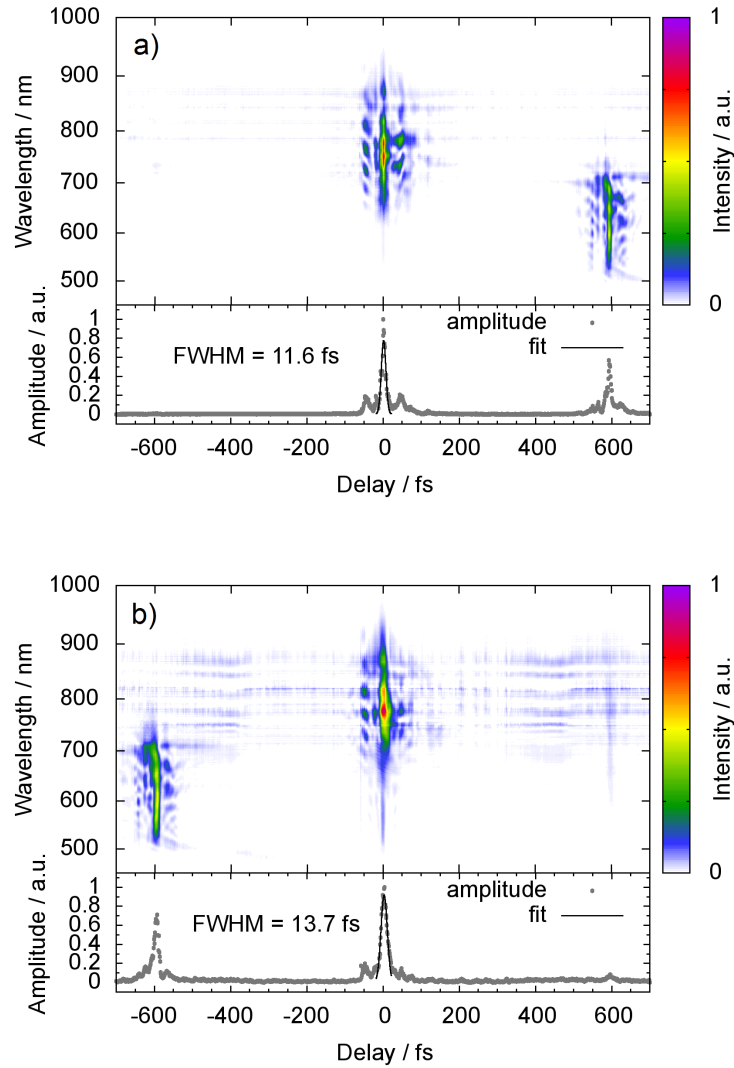 a)
Wavelength / nm
1000
900
800
700
600
500
Intensity / a.u.
1
0
Amplitude / a.u.
1
0.8
0.6
0.4
0.2
0
FWHM = 11.6 fs
amplitude
fit
-600 -400 -200 0 200 400 600
Delay / fs
b)
Wavelength / nm
1000
900
800
700
600
500
Intensity / a.u.
1
0
Amplitude / a.u.
1
0.8
0.6
0.4
0.2
0
FWHM = 13.7 fs
amplitude
fit
-600 -400 -200 0 200 400 600
Delay / fs